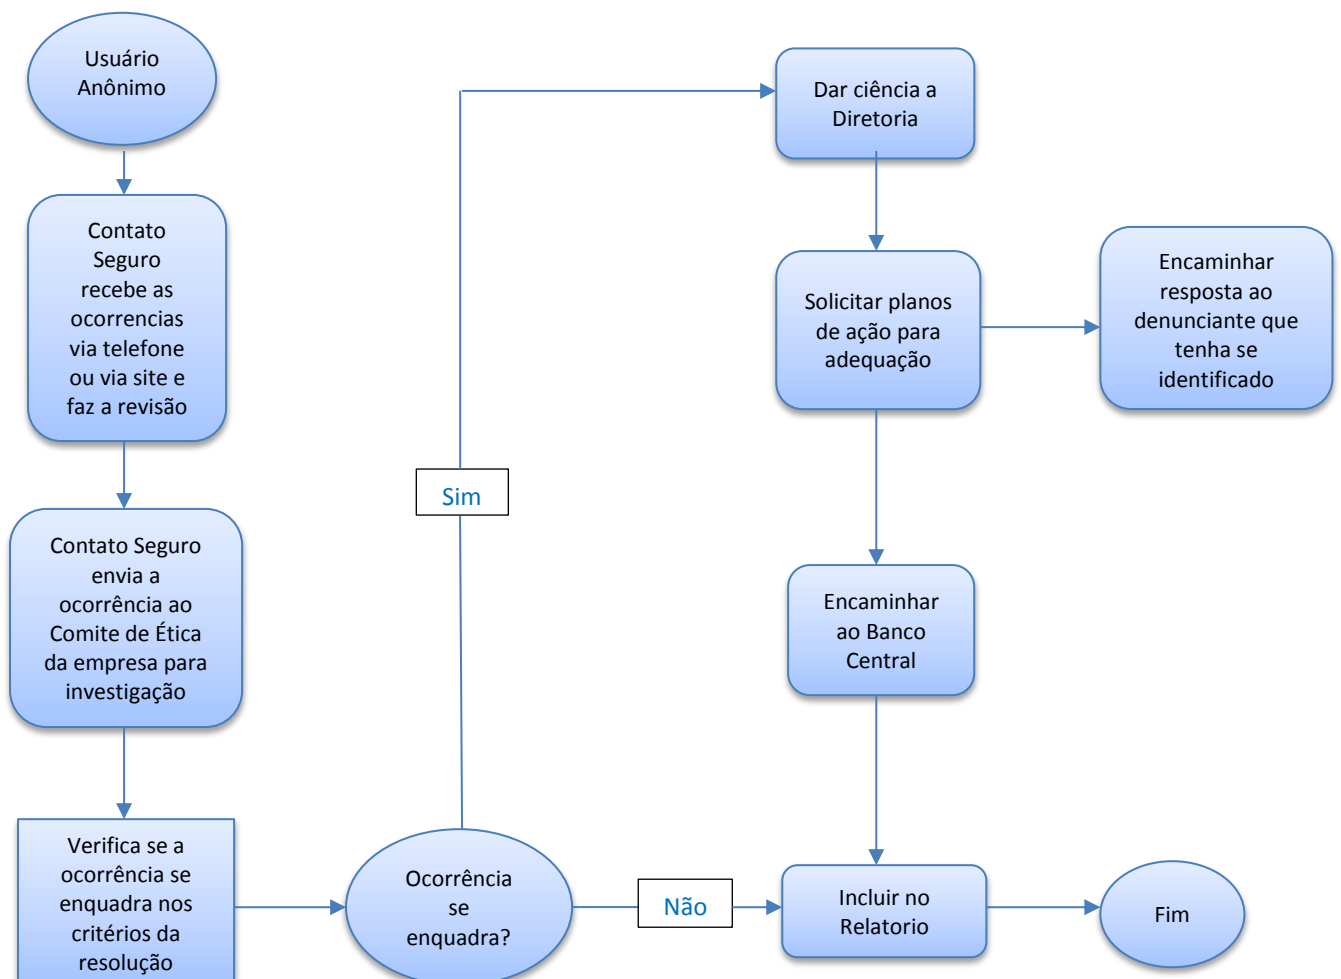 Usuário
Anônimo
Contato
Seguro
recebe as
ocorrencias
via telefone
ou via site e
faz a revisão
Contato Seguro
envia a
ocorrência ao
Comite de Ética
da empresa para
investigação
Verifica se a
ocorrência se
enquadra nos
critérios da
resolução
Ocorrência
se
enquadra?
Sim
Não
Dar ciência a
Diretoria
Solicitar planos
de ação para
adequação
Encaminhar
resposta ao
denunciante que
tenha se
identificado
Encaminhar
ao Banco
Central
Incluir no
Relatorio
Fim